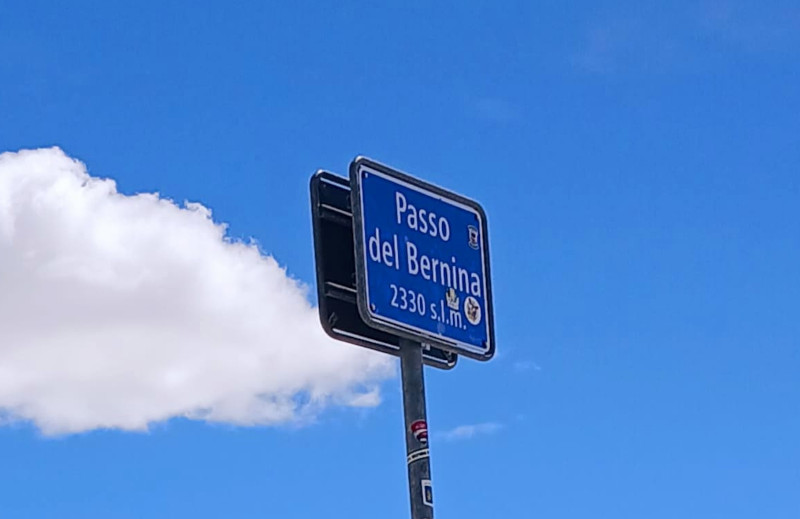 Passo
del Bernina
2330 s.l.m.